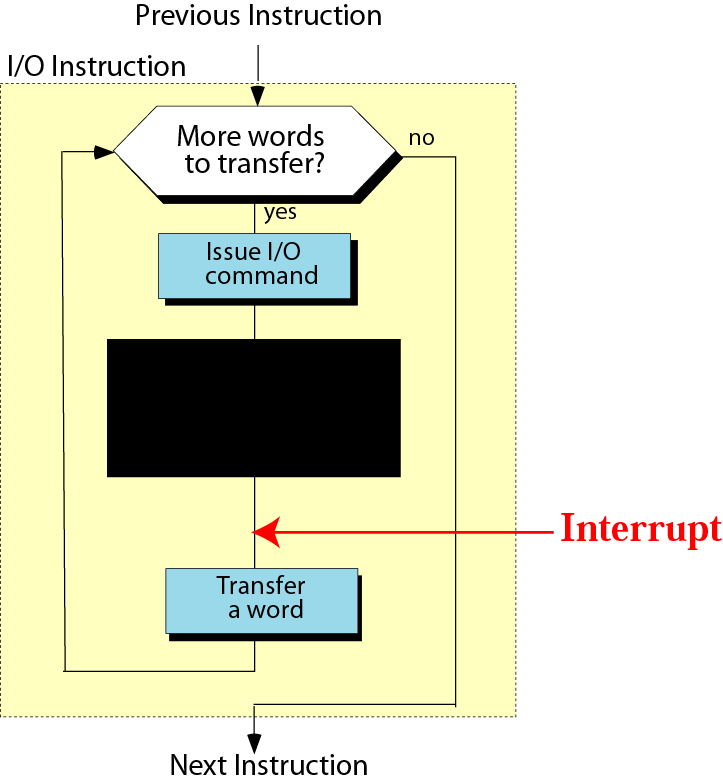 Previous Instruction
I/O Instruction
More words
to transfer?
no
yes
Issue I/O
command
Interrupt
Transfer
a word
Next Instruction